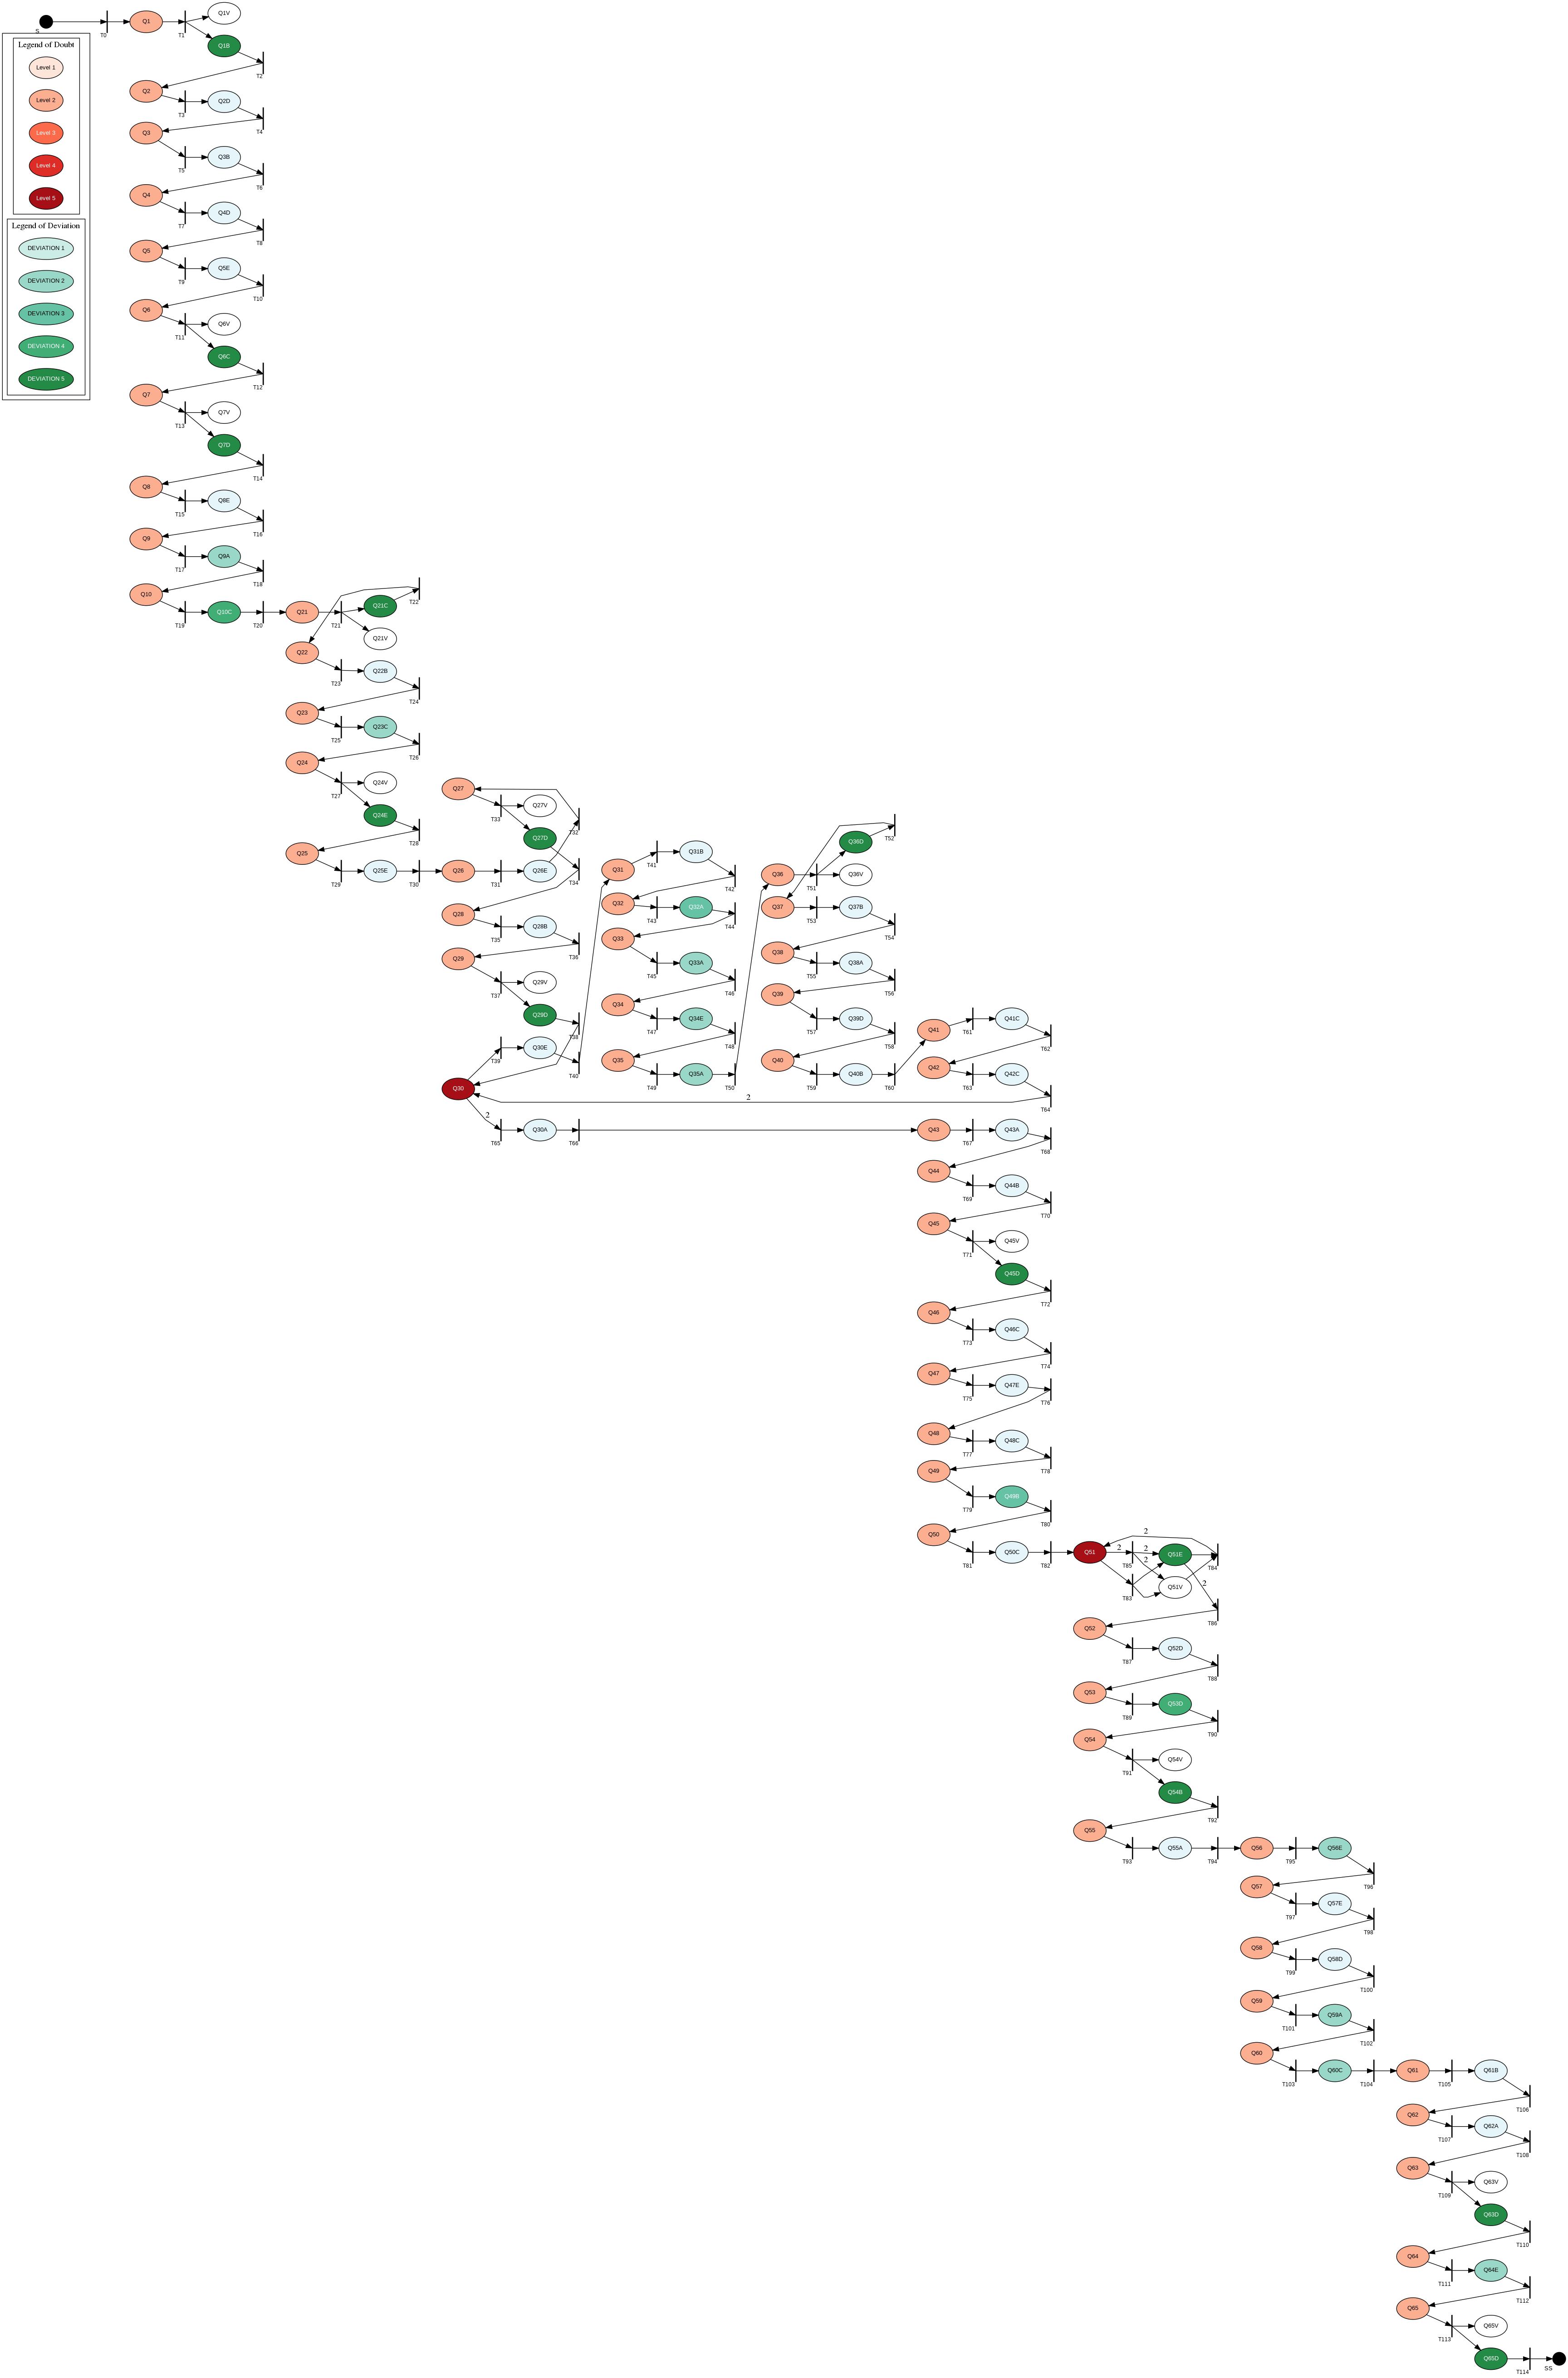 S
T0
Q1
T1
Q1V
Q1B
T2
Legend of Doubt
Level 1
Level 2
Level 3
Level 4
Level 5
Legend of Deviation
DEVIATION 1
DEVIATION 2
DEVIATION 3
DEVIATION 4
DEVIATION 5
Q2
T3
Q2D
T4
Q3
T5
Q3B
T6
Q4
T7
Q4D
T8
Q5
T9
Q5E
T10
Q6
T11
Q6V
Q6C
T12
Q7
T13
Q7V
Q7D
T14
Q8
T15
Q8E
T16
Q9
T17
Q9A
T18
Q10
T19
Q10C
T20
Q21
T21
Q21C
T22
Q21V
Q22
T23
Q22B
T24
Q23
T25
Q23C
T26
Q24
T27
Q24V
Q24E
T28
Q25
T29
Q25E
T30
Q26
T31
Q26E
T32
Q27
T33
Q27V
Q27D
T34
Q28
T35
Q28B
T36
Q29
T37
Q29V
Q29D
T38
Q30
T39
Q30E
T40
Q31
T41
Q31B
T42
Q32
T43
Q32A
T44
Q33
T45
Q33A
T46
Q34
T47
Q34E
T48
Q35
T49
Q35A
T50
Q36
T51
Q36D
T52
Q36V
Q37
T53
Q37B
T54
Q38
T55
Q38A
T56
Q39
T57
Q39D
T58
Q40
T59
Q40B
T60
Q41
T61
Q41C
T62
Q42
T63
Q42C
T64
2
2
T65
Q30A
T66
Q43
T67
Q43A
T68
Q44
T69
Q44B
T70
Q45
T71
Q45V
Q45D
T72
Q46
T73
Q46C
T74
Q47
T75
Q47E
T76
Q48
T77
Q48C
T78
Q49
T79
Q49B
T80
Q50
T81
Q50C
T82
Q51
2
2
T85
2
2
Q51E
T84
T83
Q51V
2
T86
Q52
T87
Q52D
T88
Q53
T89
Q53D
T90
Q54
T91
Q54V
Q54B
T92
Q55
T93
Q55A
T94
Q56
T95
Q56E
T96
Q57
T97
Q57E
T98
Q58
T99
Q58D
T100
Q59
T101
Q59A
T102
Q60
T103
Q60C
T104
Q61
T105
Q61B
T106
Q62
T107
Q62A
T108
Q63
T109
Q63V
Q63D
T110
Q64
T111
Q64E
T112
Q65
T113
Q65V
Q65D
T114
SS